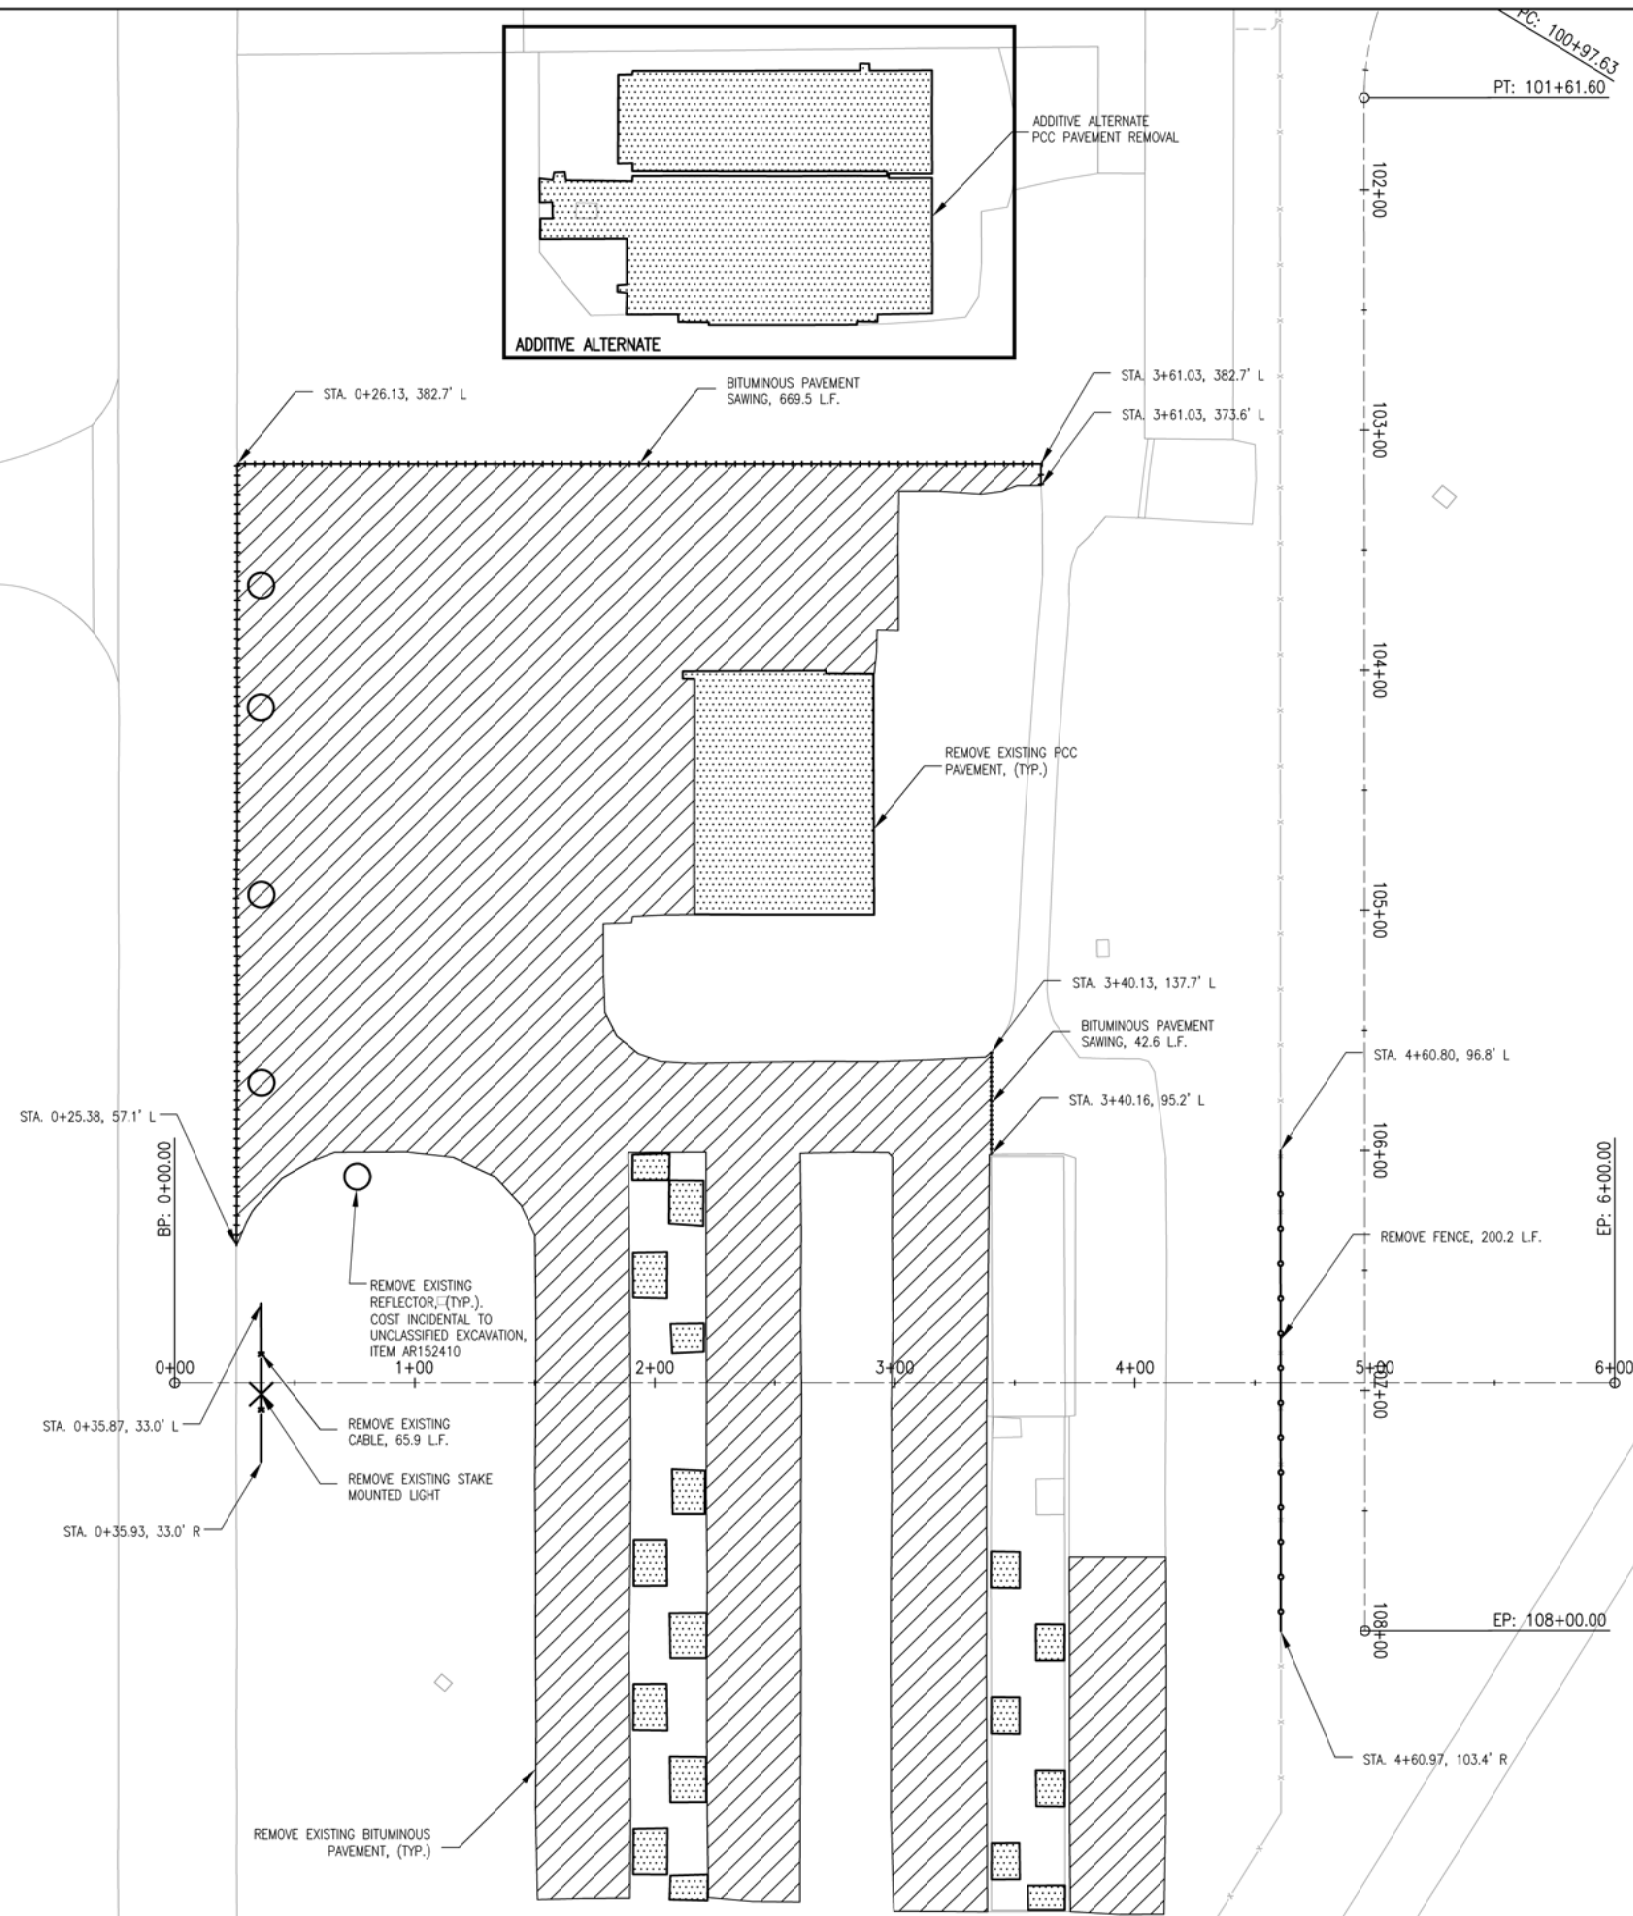 PC: 100+97.63
PT: 101+61.60
ADDITIVE ALTERNATE
PCC PAVEMENT REMOVAL
102+00
ADDITIVE ALTERNATE
STA. 0+26.13, 382.7' L
BITUMINOUS PAVEMENT
SAWING, 669.5 L.F.
STA. 3+61.03, 382.7' L
STA. 3+61.03, 373.6' L
103+00
104+00
REMOVE EXISTING PCC
PAVEMENT, (TYP.)
105+00
STA. 3+40.13, 137.7' L
BITUMINOUS PAVEMENT
SAWING, 42.6 L.F.
STA. 4+60.80, 96.8' L
STA. 3+40.16, 95.2' L
STA. 0+25.38, 57.1' L
106+00
BP: 0+00.00
EP: 6+00.00
REMOVE FENCE, 200.2 L.F.
REMOVE EXISTING
REFLECTOR, (TYP.).
COST INCIDENTAL TO
UNCLASSIFIED EXCAVATION,
ITEM AR152410
0+00
1+00
2+00
3+00
4+00
5+00
6+00
107+00
STA. 0+35.87, 33.0' L
REMOVE EXISTING
CABLE, 65.9 L.F.
REMOVE EXISTING STAKE
MOUNTED LIGHT
STA. 0+35.93, 33.0' R
108+00
EP: 108+00.00
STA. 4+60.97, 103.4' R
REMOVE EXISTING BITUMINOUS
PAVEMENT, (TYP.)